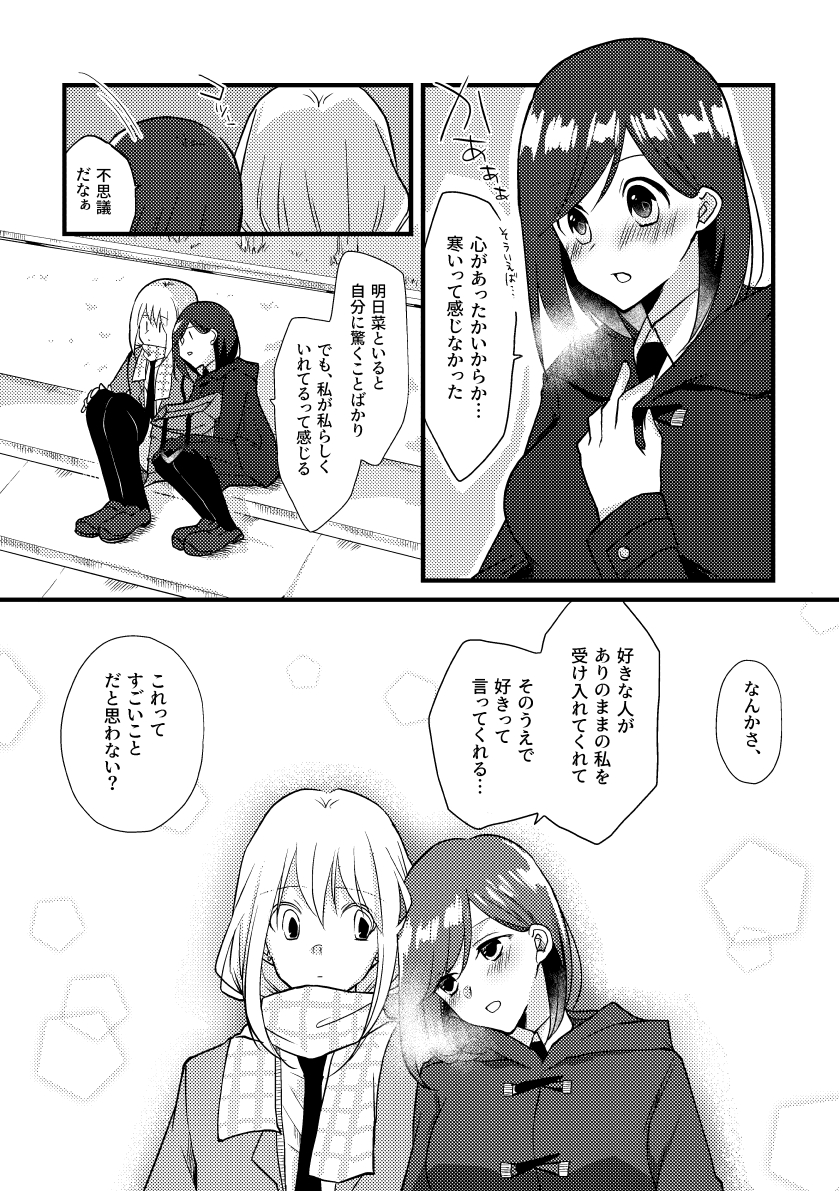 かあぁぁぁ
そういえば…
心があったかいからか…
寒いって感じなかった
コツン
不思議
だなぁ
明日菜といると
自分に驚くことばかり
でも、私が私らしく
いれてるって感じる
なんかさ、
好きな人が
ありのままの私を
受け入れてくれて
そのうえで
好きって
言ってくれる…
これって
すごいこと
だと思わない？